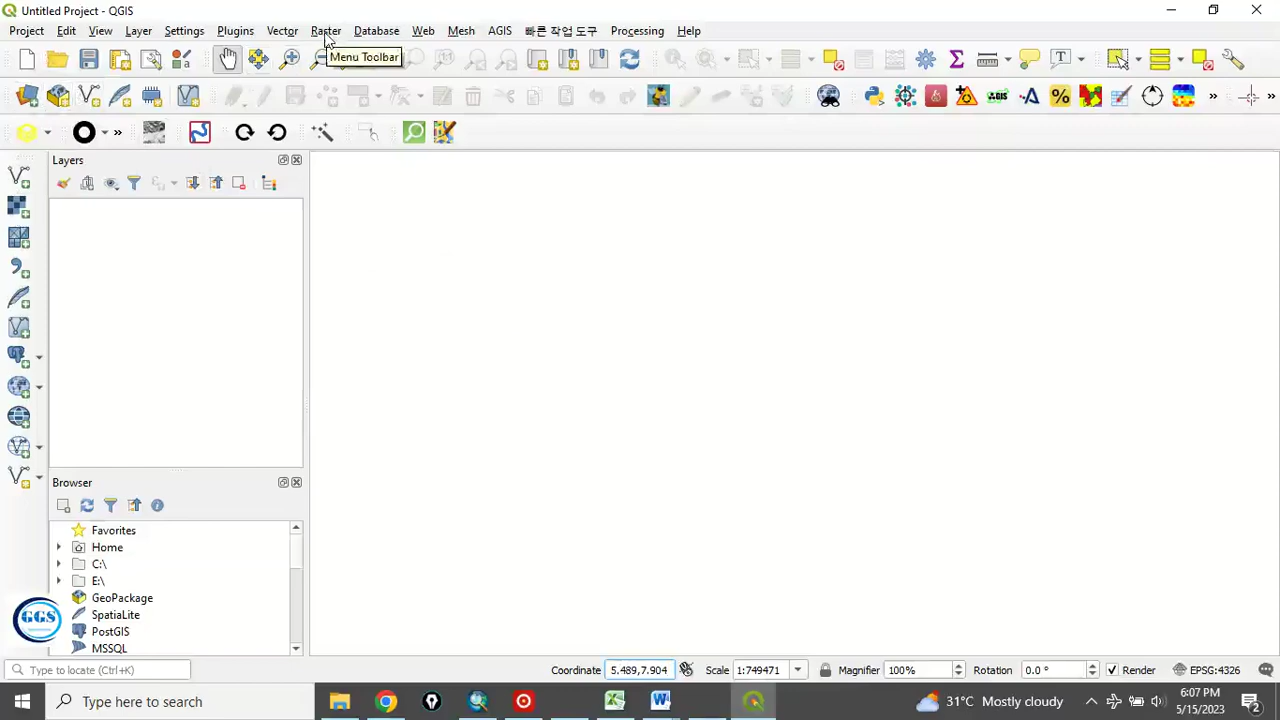 Untitled Project - QGIS
Project Edit View Layer Settings Plugins Vector Raster Database Web Mesh AGIS 빠른 작업 도구 Processing Help
Menu Toolbar
Layers
Browser
Favorites
Home
C:\
E:\
GeoPackage
SpatiaLite
PostGIS
MSSQL
GGS
Type to locate (Ctrl+K)
Coordinate 5.489,7.904 Scale 1:749471 Magnifier 100% Rotation 0.0 ° Render EPSG:4326
Type here to search
31°C Mostly cloudy
6:07 PM
5/15/2023
2